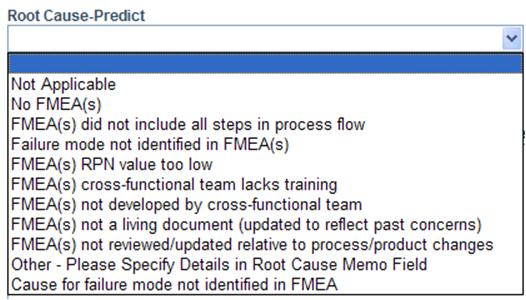 Root Cause-Predict
Not Applicable
No FMEA(s)
FMEA(s) did not include all steps in process flow
Failure mode not identified in FMEA(s)
FMEA(s) RPN value too low
FMEA(s) cross-functional team lacks training
FMEA(s) not developed by cross-functional team
FMEA(s) not a living document (updated to reflect past concerns)
FMEA(s) not reviewed/updated relative to process/product changes
Other - Please Specify Details in Root Cause Memo Field
Cause for failure mode not identified in FMEA